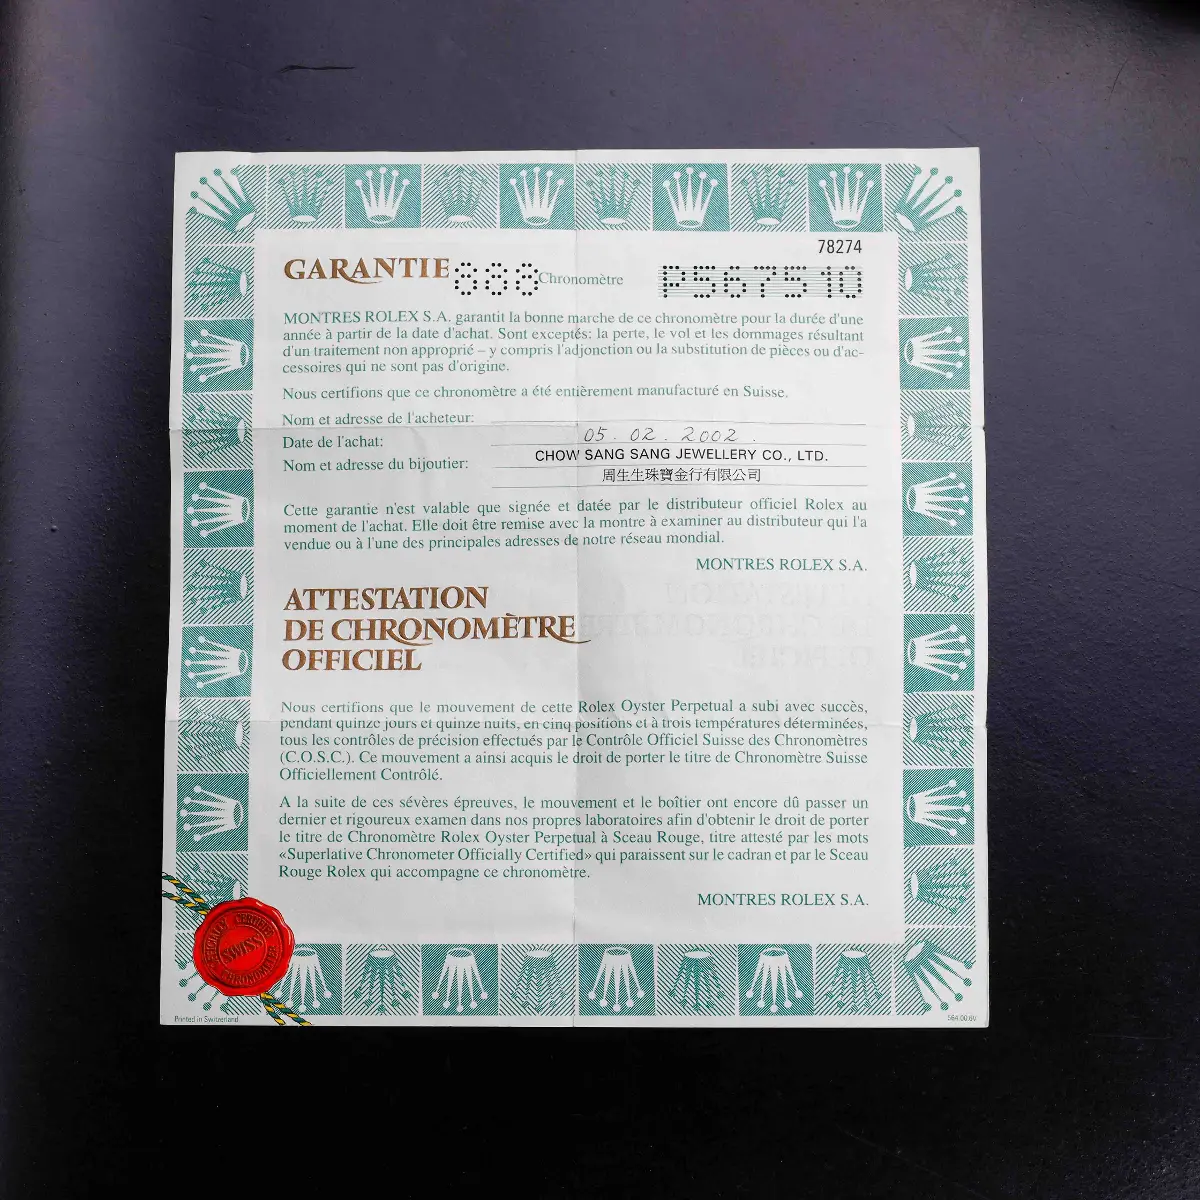 78274
GARANTIE 888 Chronomètre P567510
MONTRES ROLEX S.A. garantit la bonne marche de ce chronomètre pour la durée d'une
année à partir de la date d'achat. Sont exceptés: la perte, le vol et les dommages résultant
d'un traitement non approprié – y compris l'adjonction ou la substitution de pièces ou d'ac-
cessoires qui ne sont pas d'origine.
Nous certifions que ce chronomètre a été entièrement manufacturé en Suisse.
Nom et adresse de l'acheteur:
Date de l'achat: 05.02.2002.
Nom et adresse du bijoutier: CHOW SANG SANG JEWELLERY CO., LTD.
周生生珠寶金行有限公司
Cette garantie n'est valable que signée et datée par le distributeur officiel Rolex au
moment de l'achat. Elle doit être remise avec la montre à examiner au distributeur qui l'a
vendue ou à l'une des principales adresses de notre réseau mondial.
MONTRES ROLEX S.A.
ATTESTATION
DE CHRONOMÈTRE
OFFICIEL
Nous certifions que le mouvement de cette Rolex Oyster Perpetual a subi avec succès,
pendant quinze jours et quinze nuits, en cinq positions et à trois températures déterminées,
tous les contrôles de précision effectués par le Contrôle Officiel Suisse des Chronomètres
(C.O.S.C.). Ce mouvement a ainsi acquis le droit de porter le titre de Chronomètre Suisse
Officiellement Contrôlé.
A la suite de ces sévères épreuves, le mouvement et le boîtier ont encore dû passer un
dernier et rigoureux examen dans nos propres laboratoires afin d'obtenir le droit de porter
le titre de Chronomètre Rolex Oyster Perpetual à Sceau Rouge, titre attesté par les mots
«Superlative Chronometer Officially Certified» qui paraissent sur le cadran et par le Sceau
Rouge Rolex qui accompagne ce chronomètre.
MONTRES ROLEX S.A.
OFFICIALLY CERTIFIED
SWISS
CHRONOMETER
Printed in Switzerland